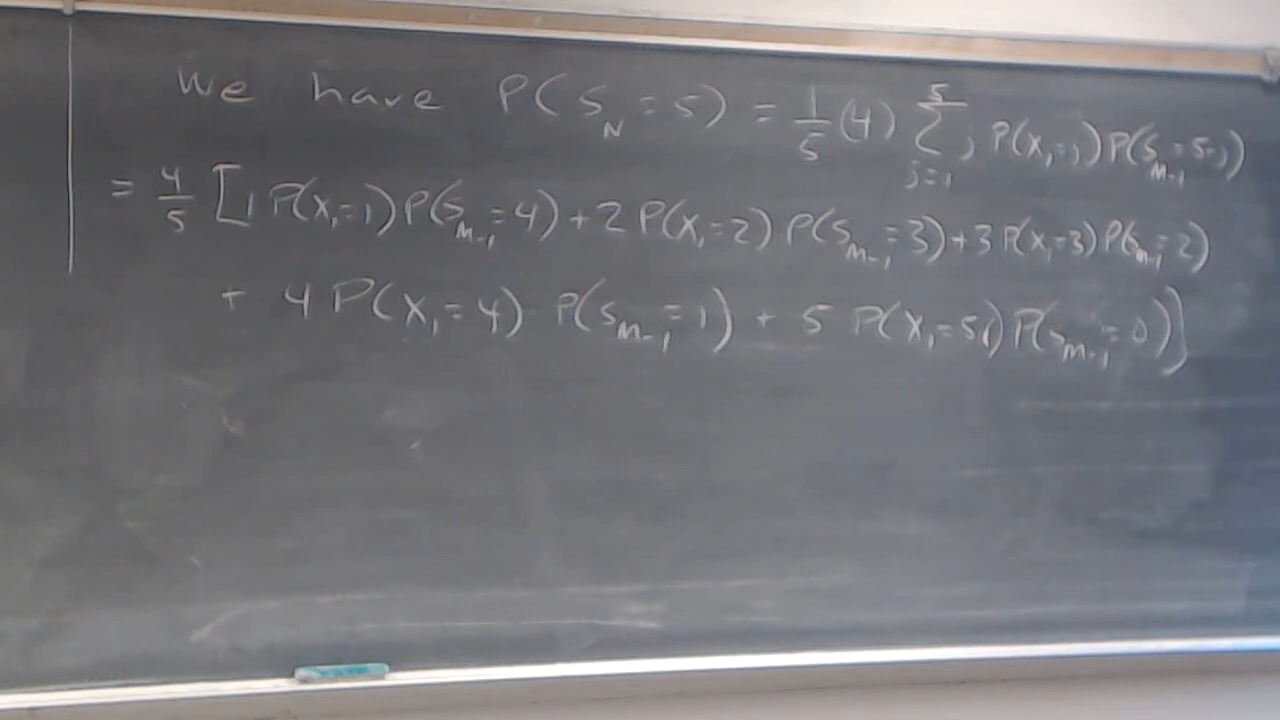 We have P(S_N = 5) = 1/5 (4) Σ_{j=1}^{5} j P(X_1 = j) P(S_{M-1} = 5-j)
= 4/5 [1 P(X_1 = 1) P(S_{M-1} = 4) + 2 P(X_1 = 2) P(S_{M-1} = 3) + 3 P(X_1 = 3) P(S_{M-1} = 2)
+ 4 P(X_1 = 4) P(S_{M-1} = 1) + 5 P(X_1 = 5) P(S_{M-1} = 0)]